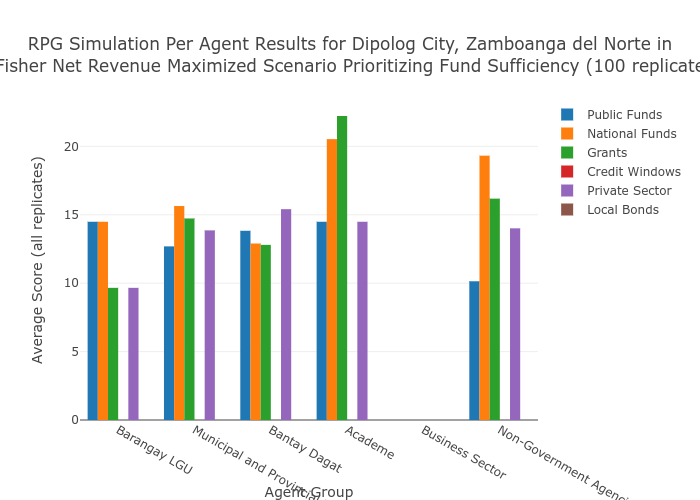 RPG Simulation Per Agent Results for Dipolog City, Zamboanga del Norte in
Fisher Net Revenue Maximized Scenario Prioritizing Fund Sufficiency (100 replicate
Average Score (all replicates)
20
15
10
5
0
Barangay LGU
Municipal and
Bantay Dagat
Academe
Business Sector
Non-Government
Agent Group
Public Funds
National Funds
Grants
Credit Windows
Private Sector
Local Bonds